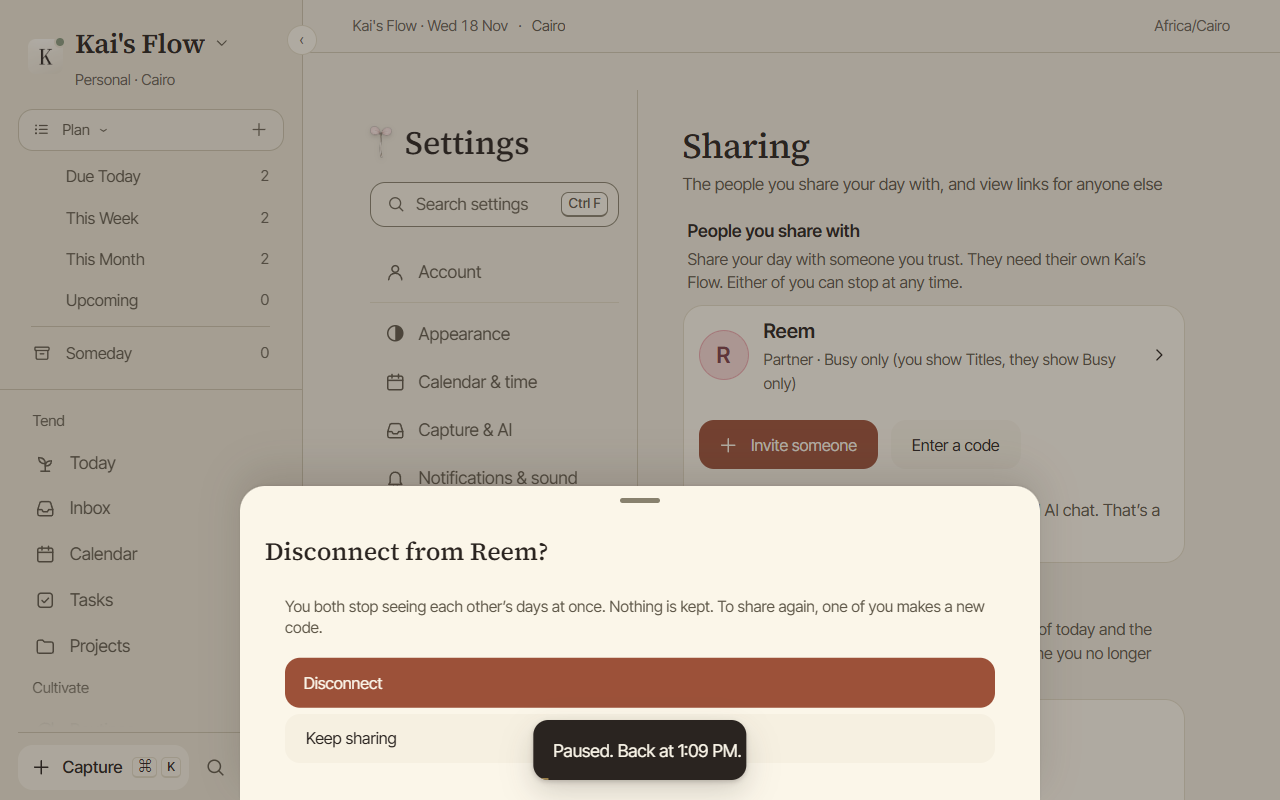 K
Kai's Flow
Personal · Cairo
Plan
Due Today 2
This Week 2
This Month 2
Upcoming 0
Someday 0
Tend
Today
Inbox
Calendar
Tasks
Projects
Cultivate
Capture ⌘ K
Kai's Flow · Wed 18 Nov · Cairo
Africa/Cairo
Settings
Search settings Ctrl F
Account
Appearance
Calendar & time
Capture & AI
Notifications & sound
Sharing
The people you share your day with, and view links for anyone else
People you share with
Share your day with someone you trust. They need their own Kai’s
Flow. Either of you can stop at any time.
R
Reem
Partner · Busy only (you show Titles, they show Busy
only)
Invite someone
Enter a code
AI chat. That’s a
of today and the
you no longer
Disconnect from Reem?
You both stop seeing each other’s days at once. Nothing is kept. To share again, one of you makes a new
code.
Disconnect
Keep sharing
Paused. Back at 1:09 PM.